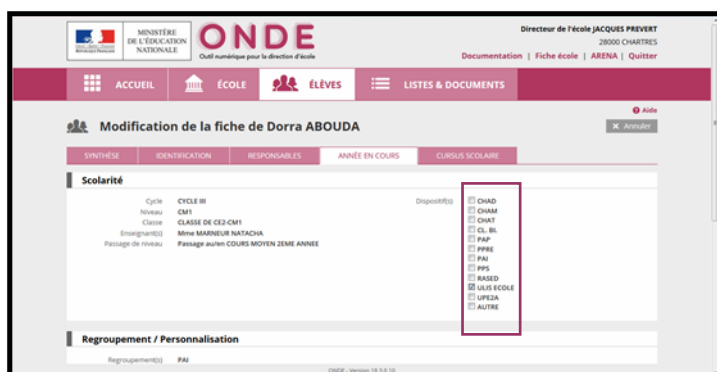 MINISTÈRE
DE L'ÉDUCATION
NATIONALE
ONDE
Outil numérique pour la direction d'école
Directeur de l'école JACQUES PREVERT
28000 CHARTRES
Documentation | Fiche école | ARENA | Quitter
ACCUEIL ÉCOLE ÉLÈVES LISTES & DOCUMENTS
Aide
Modification de la fiche de Dorra ABOUDA
Annuler
SYNTHÈSE IDENTIFICATION RESPONSABLES ANNÉE EN COURS CURSUS SCOLAIRE
Scolarité
Cycle CYCLE III
Niveau CM1
Classe CLASSE DE CE2-CM1
Enseignant(s) Mme MARNEUR NATACHA
Passage de niveau Passage au/en COURS MOYEN 2EME ANNEE
Dispositif(s) CHAD
CHAM
CHAT
CL. BI.
PAP
PPRE
PAI
PPS
RASED
ULIS ECOLE
UPE2A
AUTRE
Regroupement / Personnalisation
Regroupement(s) PAI